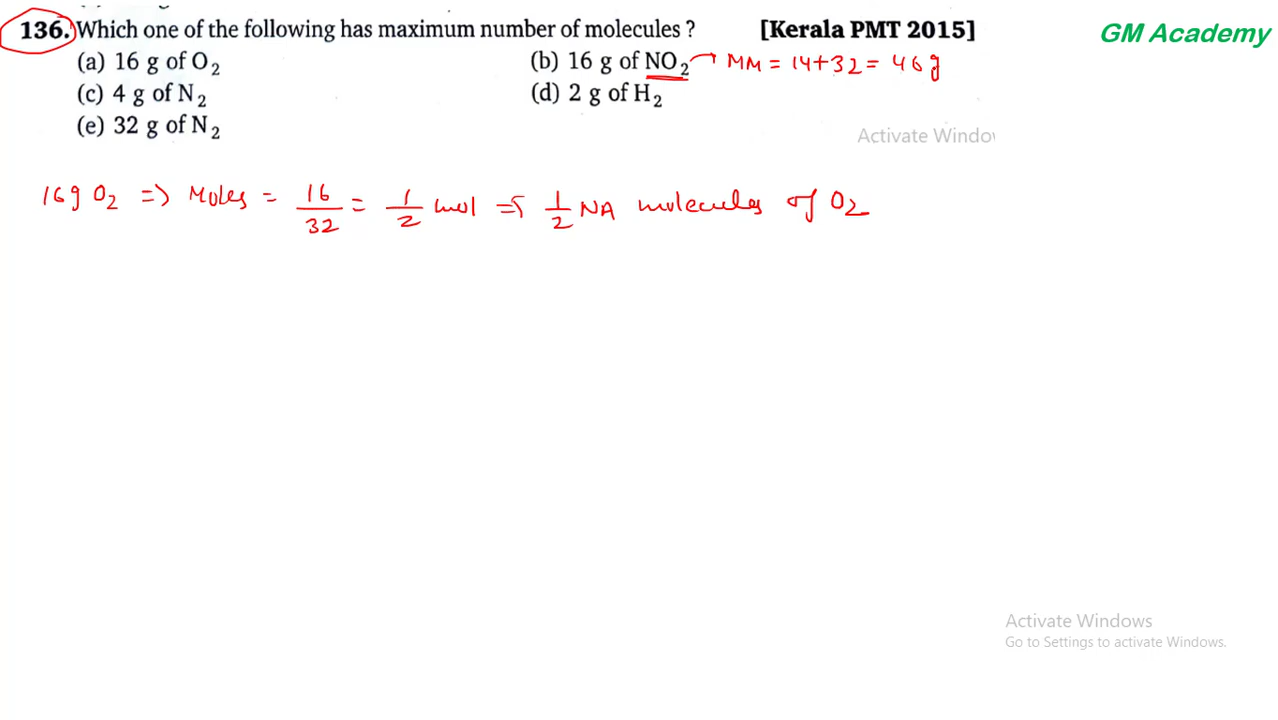 136. Which one of the following has maximum number of molecules ? [Kerala PMT 2015]
GM Academy
(a) 16 g of O2 (b) 16 g of NO2 → MM = 14+32 = 46g
(c) 4 g of N2 (d) 2 g of H2
(e) 32 g of N2
Activate Windo
16g O2 ⇒ Moles = 16/32 = 1/2 mol ⇒ 1/2 NA molecules of O2
Activate Windows
Go to Settings to activate Windows.